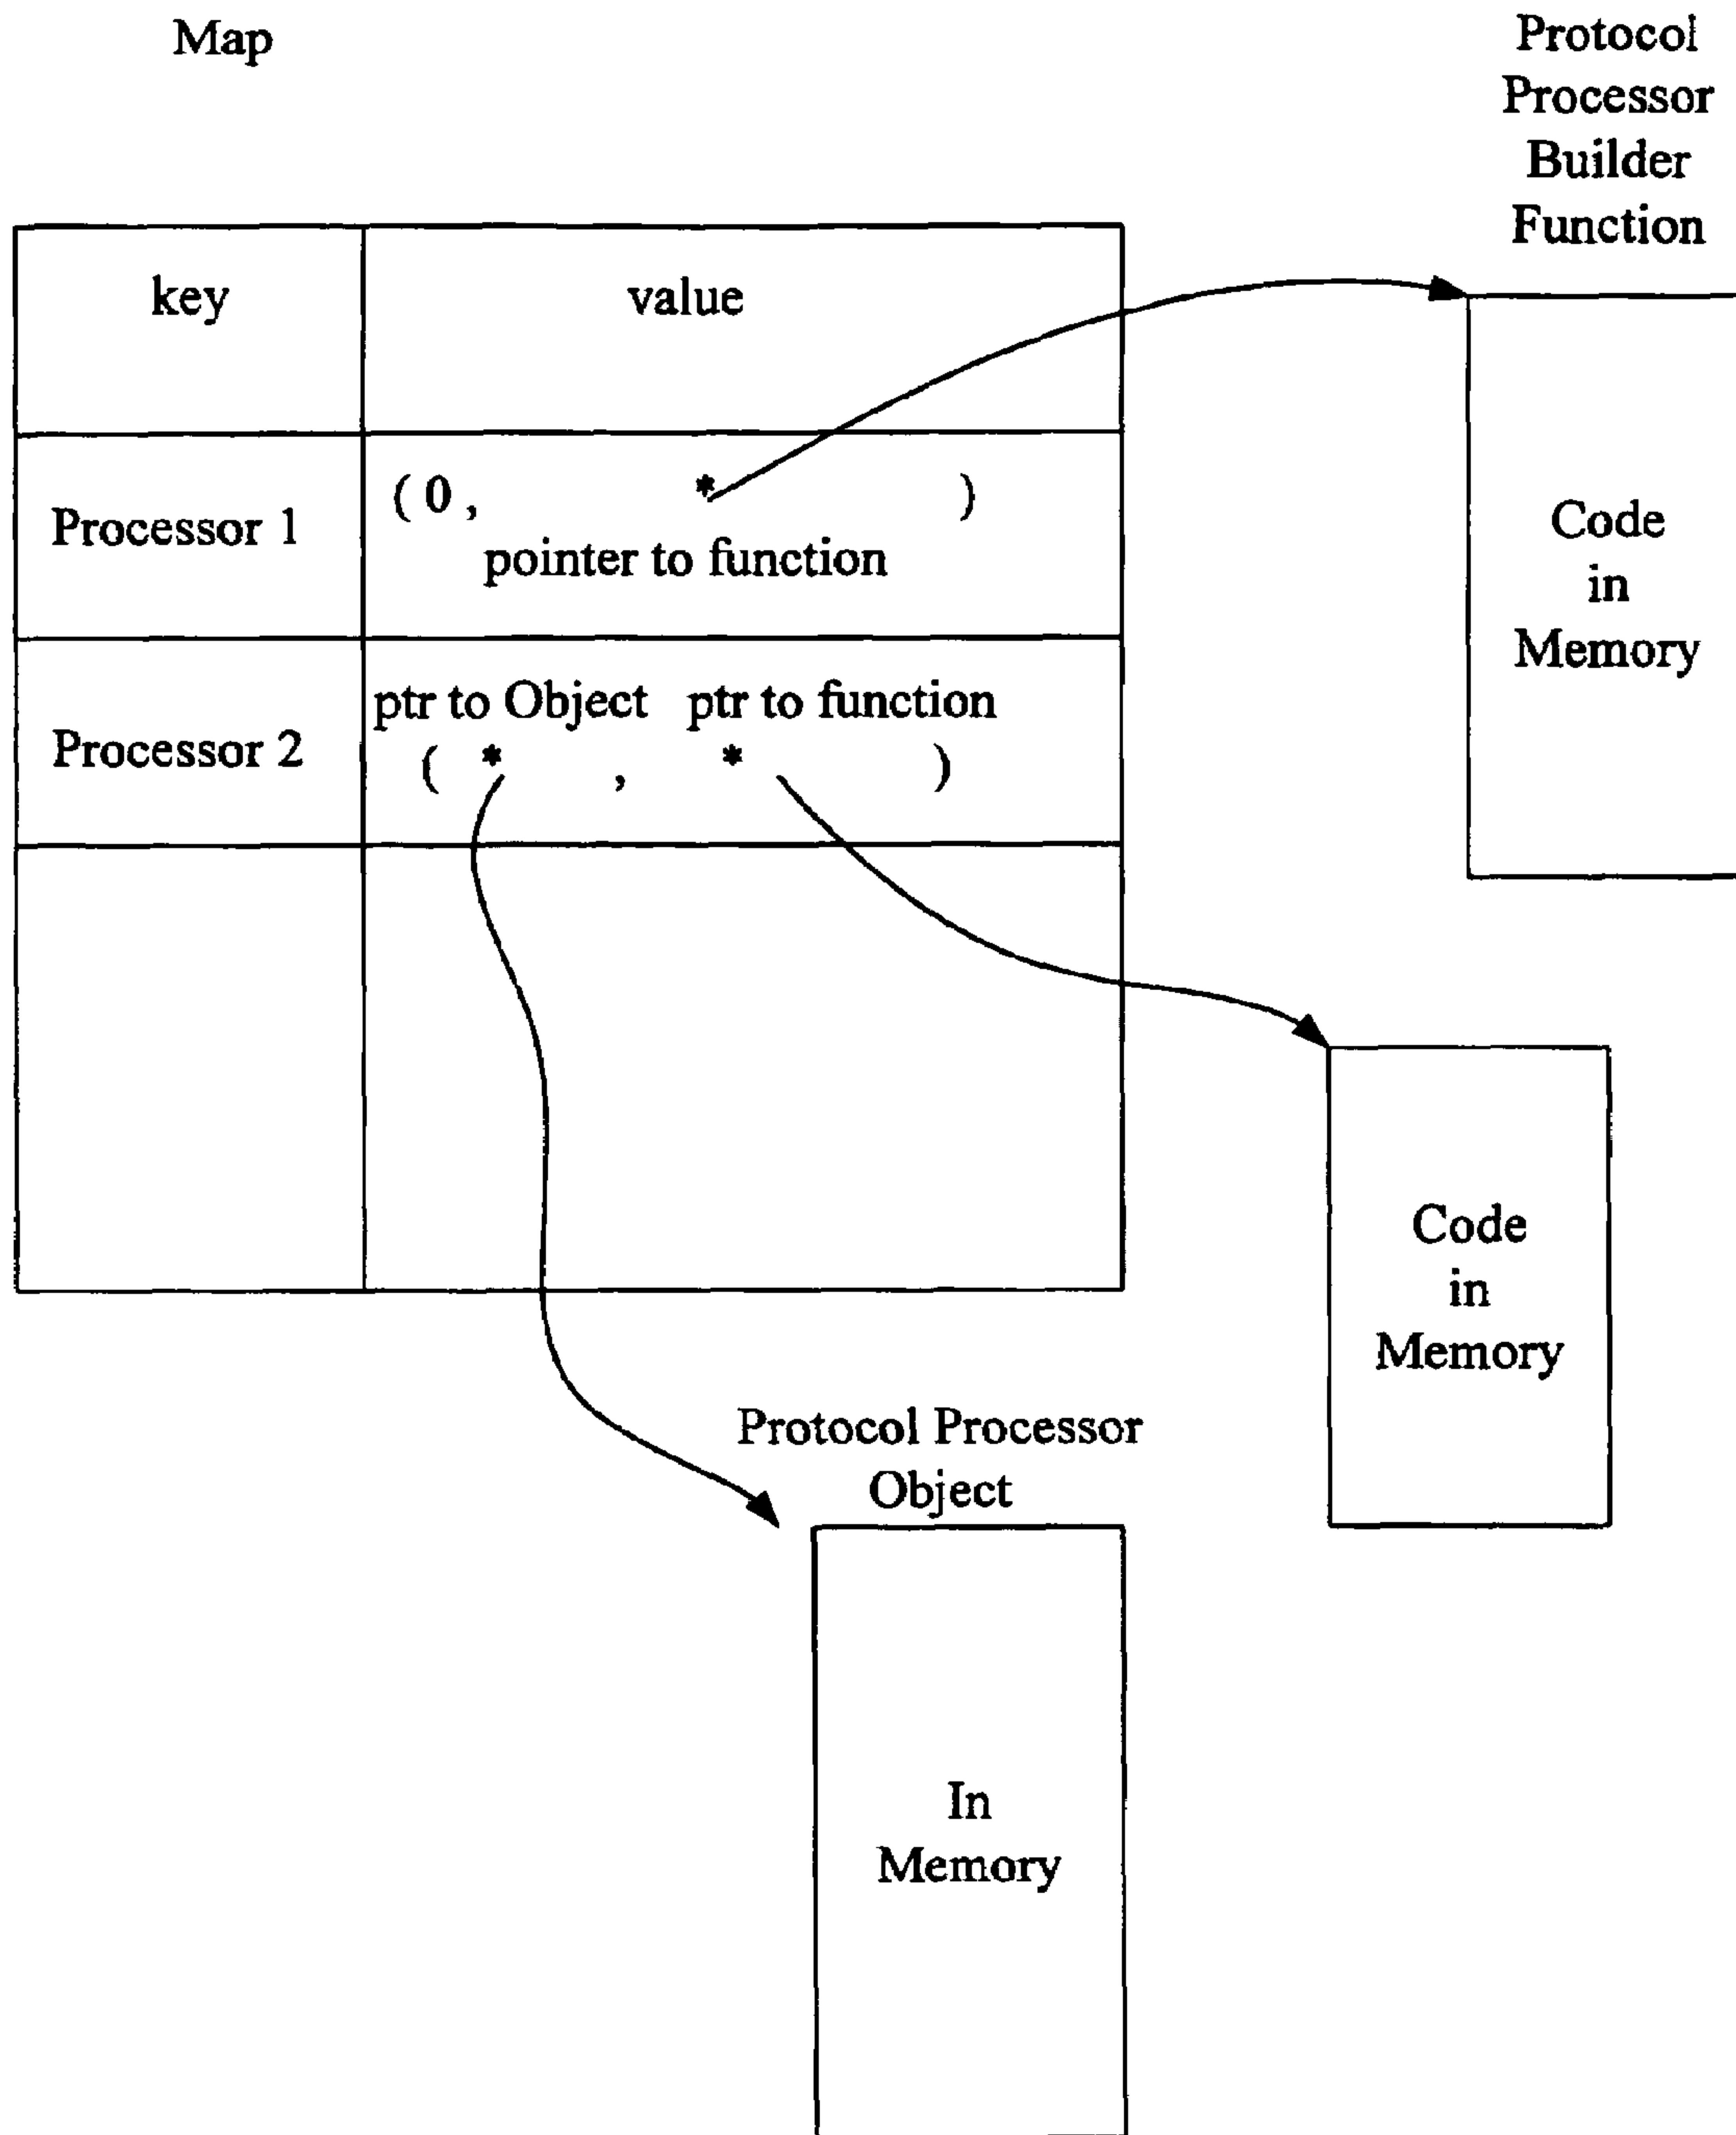 Map
Protocol
Processor
Builder
Function
key
value
Processor 1
( 0 , * )
pointer to function
Code
in
Memory
Processor 2
ptr to Object ptr to function
( * , * )
Code
in
Memory
Protocol Processor
Object
In
Memory